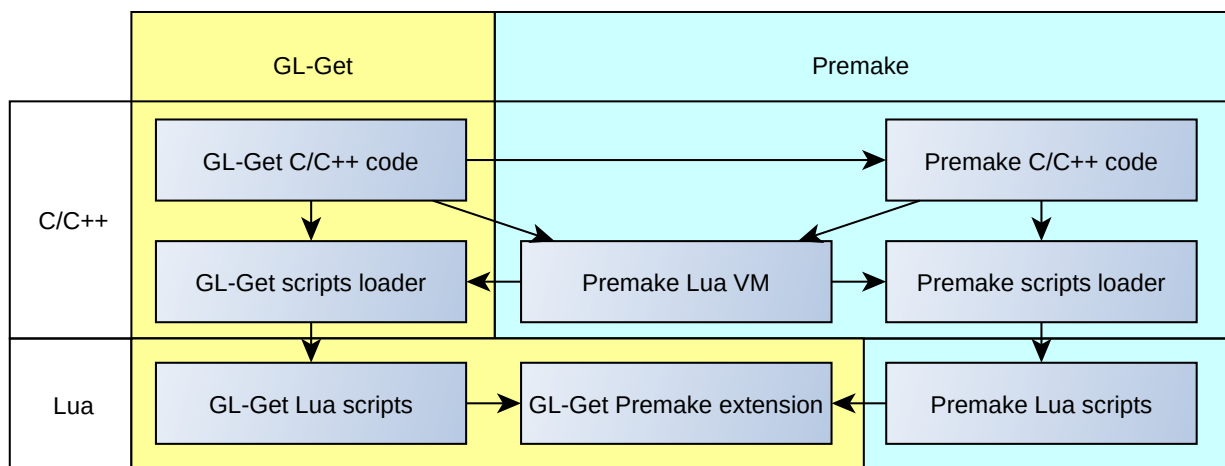 GL-Get
Premake
C/C++
GL-Get C/C++ code
Premake C/C++ code
GL-Get scripts loader
Premake Lua VM
Premake scripts loader
Lua
GL-Get Lua scripts
GL-Get Premake extension
Premake Lua scripts